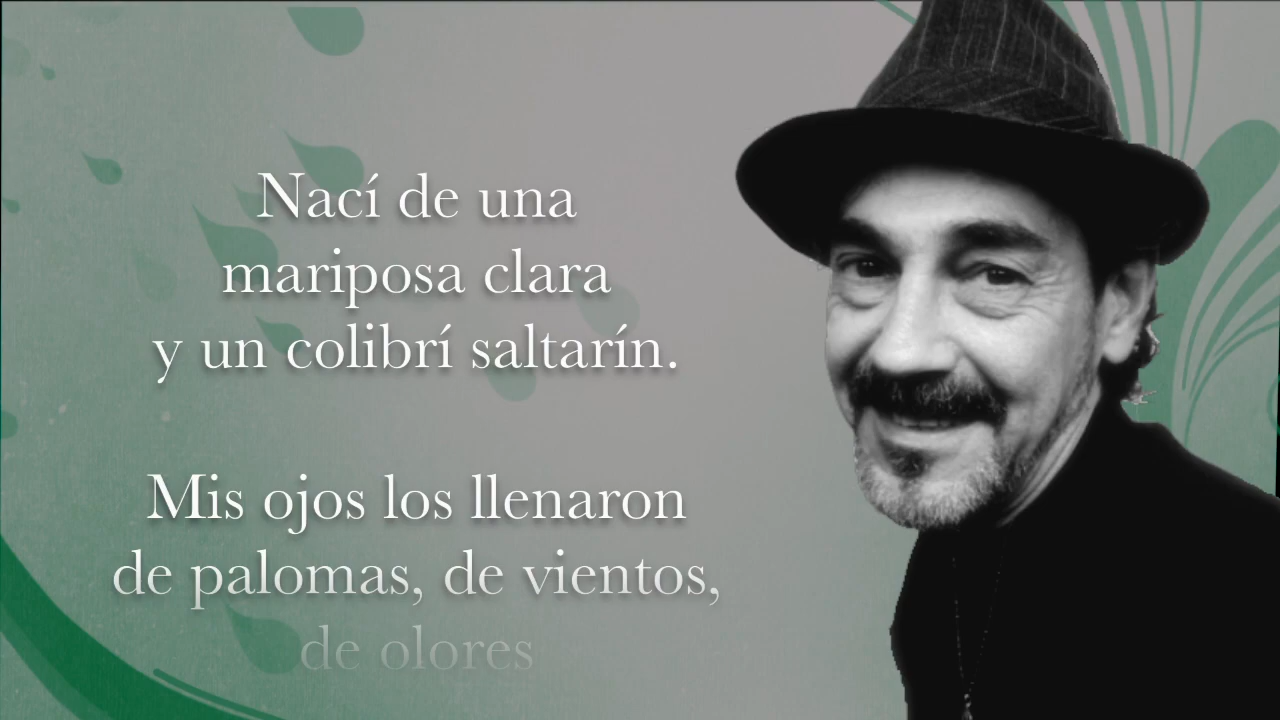 Nací de una
mariposa clara
y un colibrí saltarín.
Mis ojos los llenaron
de palomas, de vientos,
de olores